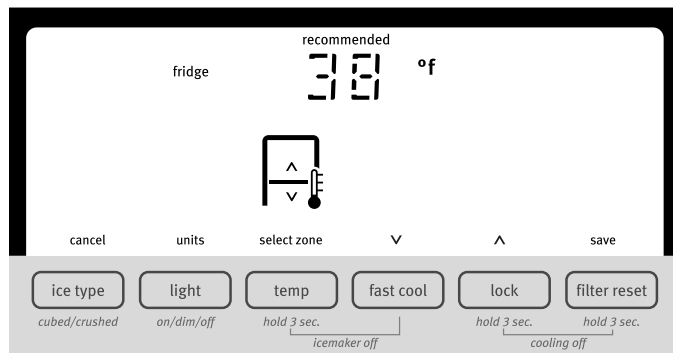 recommended
fridge 38 °f
cancel units select zone ∨ ∧ save
ice type light temp fast cool lock filter reset
cubed/crushed on/dim/off hold 3 sec. hold 3 sec. hold 3 sec.
icemaker off cooling off